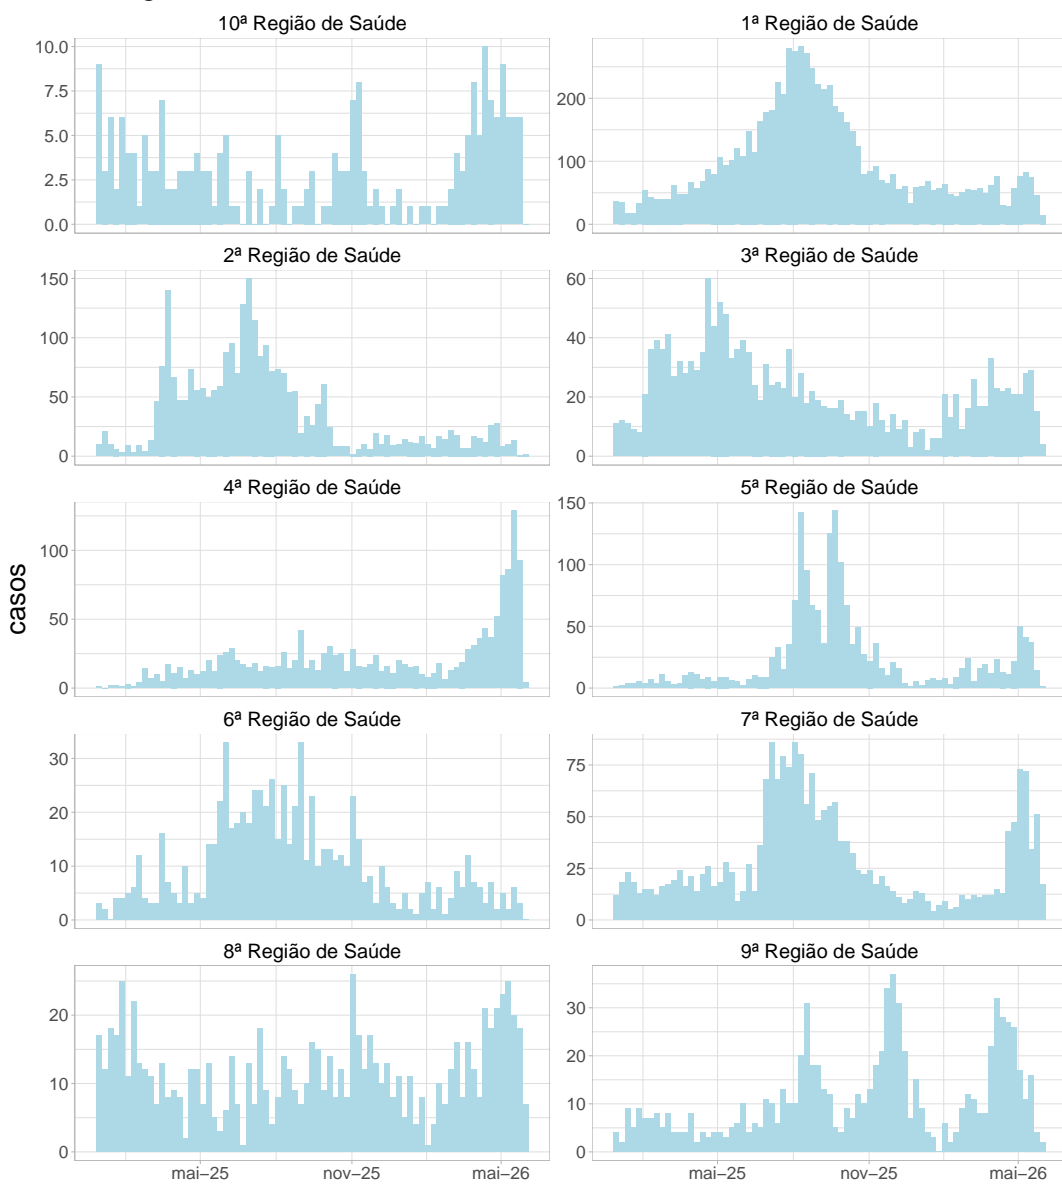 10ª Região de Saúde
1ª Região de Saúde
10.0
7.5
5.0
2.5
0.0
200
100
0
2ª Região de Saúde
3ª Região de Saúde
150
100
50
0
60
40
20
0
4ª Região de Saúde
5ª Região de Saúde
casos
100
50
0
150
100
50
0
6ª Região de Saúde
7ª Região de Saúde
30
20
10
0
75
50
25
0
8ª Região de Saúde
9ª Região de Saúde
20
10
0
30
20
10
0
mai–25
nov–25
mai–26
mai–25
nov–25
mai–26